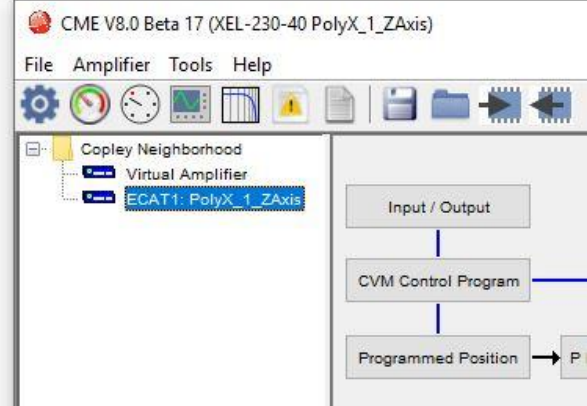 CME V8.0 Beta 17 (XEL-230-40 PolyX_1_ZAxis)
File Amplifier Tools Help
Copley Neighborhood
Virtual Amplifier
ECAT1: PolyX_1_ZAxis
Input / Output
CVM Control Program
Programmed Position
P